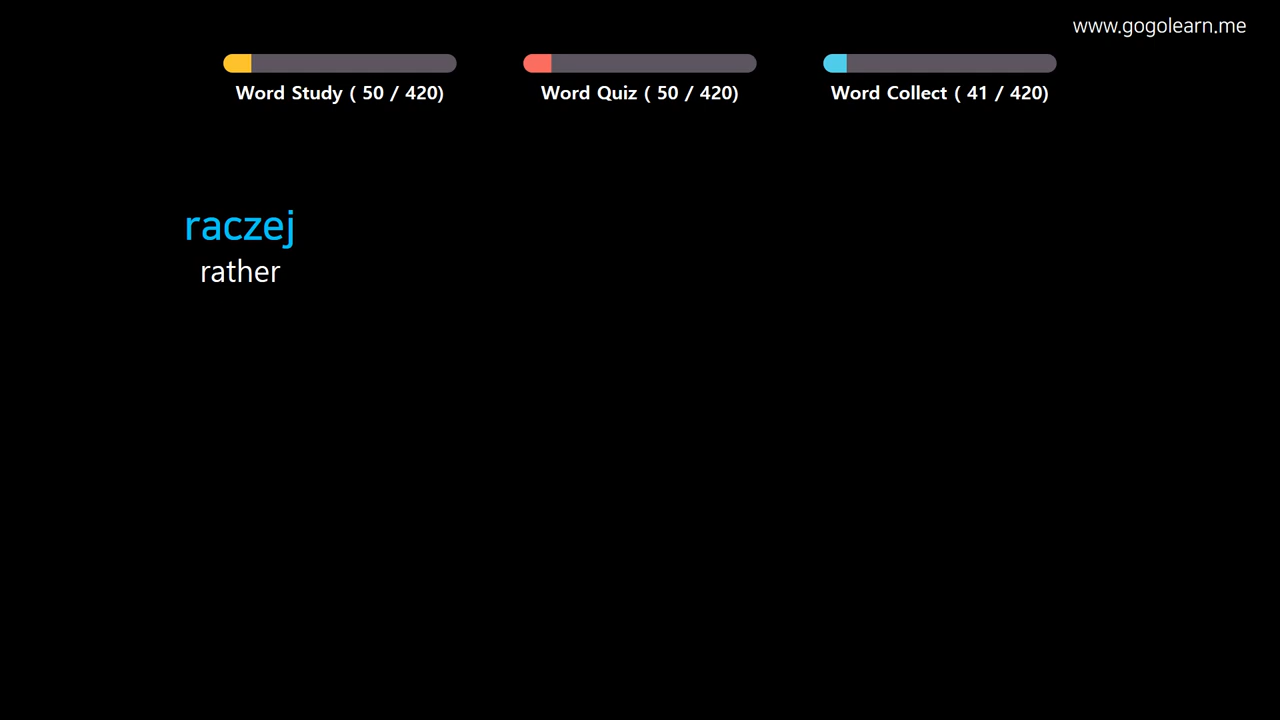 www.gogolearn.me
Word Study ( 50 / 420)
Word Quiz ( 50 / 420)
Word Collect ( 41 / 420)
raczej
rather